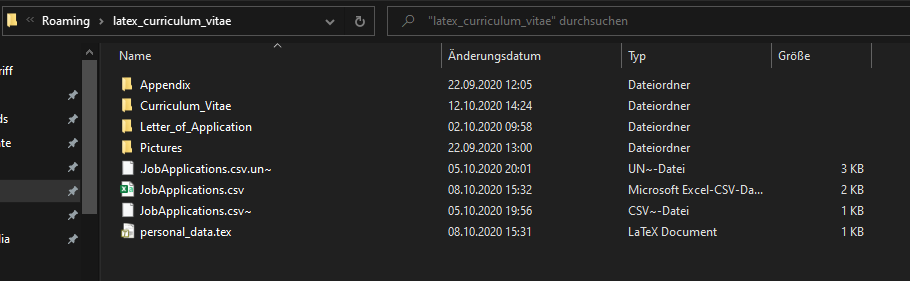 « Roaming > latex_curriculum_vitae "latex_curriculum_vitae" durchsuchen
Name Änderungsdatum Typ Größe
riff
ds
te
lia
Appendix 22.09.2020 12:05 Dateiordner
Curriculum_Vitae 12.10.2020 14:24 Dateiordner
Letter_of_Application 02.10.2020 09:58 Dateiordner
Pictures 22.09.2020 13:00 Dateiordner
JobApplications.csv.un~ 05.10.2020 20:01 UN~-Datei 3 KB
JobApplications.csv 08.10.2020 15:32 Microsoft Excel-CSV-Da... 2 KB
JobApplications.csv~ 05.10.2020 19:56 CSV~-Datei 1 KB
personal_data.tex 08.10.2020 15:31 LaTeX Document 1 KB